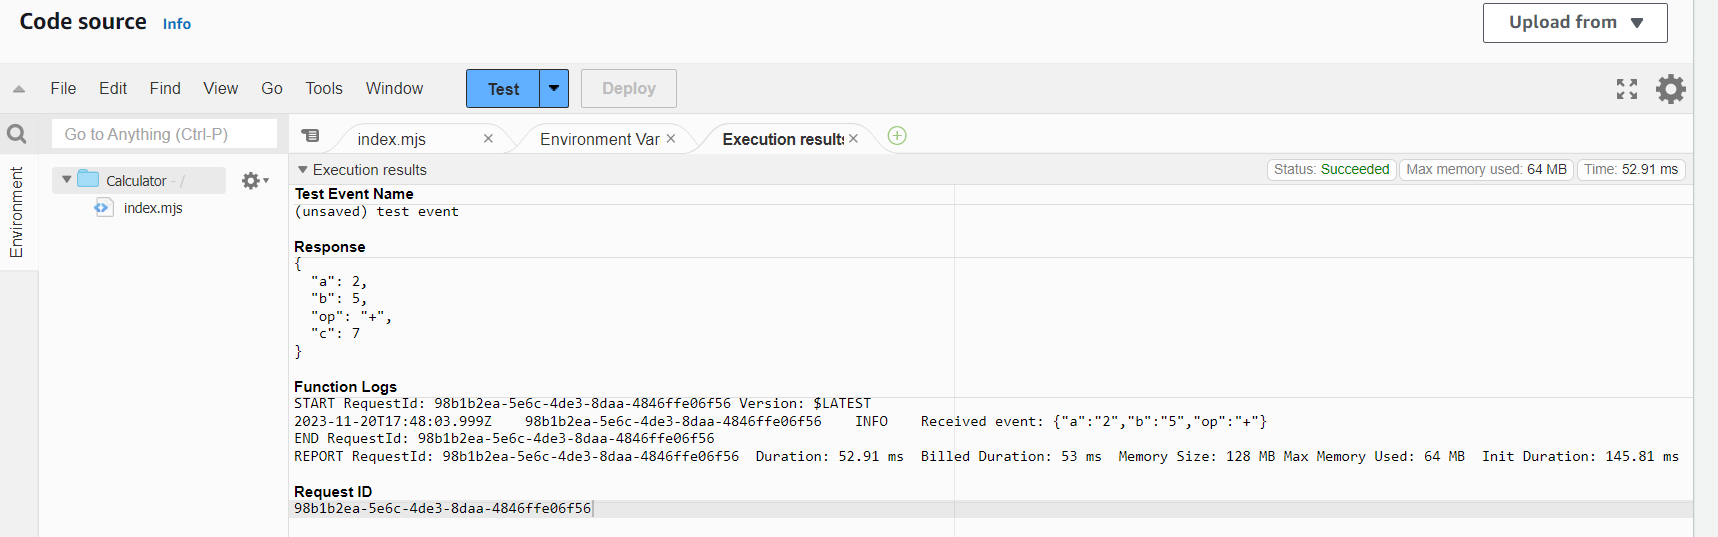 Code source Info
Upload from
File Edit Find View Go Tools Window Test Deploy
Go to Anything (Ctrl-P)
index.mjs Environment Var Execution results
Environment
Calculator - /
index.mjs
Execution results Status: Succeeded Max memory used: 64 MB Time: 52.91 ms
Test Event Name
(unsaved) test event
Response
{
"a": 2,
"b": 5,
"op": "+",
"c": 7
}
Function Logs
START RequestId: 98b1b2ea-5e6c-4de3-8daa-4846ffe06f56 Version: $LATEST
2023-11-20T17:48:03.999Z 98b1b2ea-5e6c-4de3-8daa-4846ffe06f56 INFO Received event: {"a":"2","b":"5","op":"+"}
END RequestId: 98b1b2ea-5e6c-4de3-8daa-4846ffe06f56
REPORT RequestId: 98b1b2ea-5e6c-4de3-8daa-4846ffe06f56 Duration: 52.91 ms Billed Duration: 53 ms Memory Size: 128 MB Max Memory Used: 64 MB Init Duration: 145.81 ms
Request ID
98b1b2ea-5e6c-4de3-8daa-4846ffe06f56